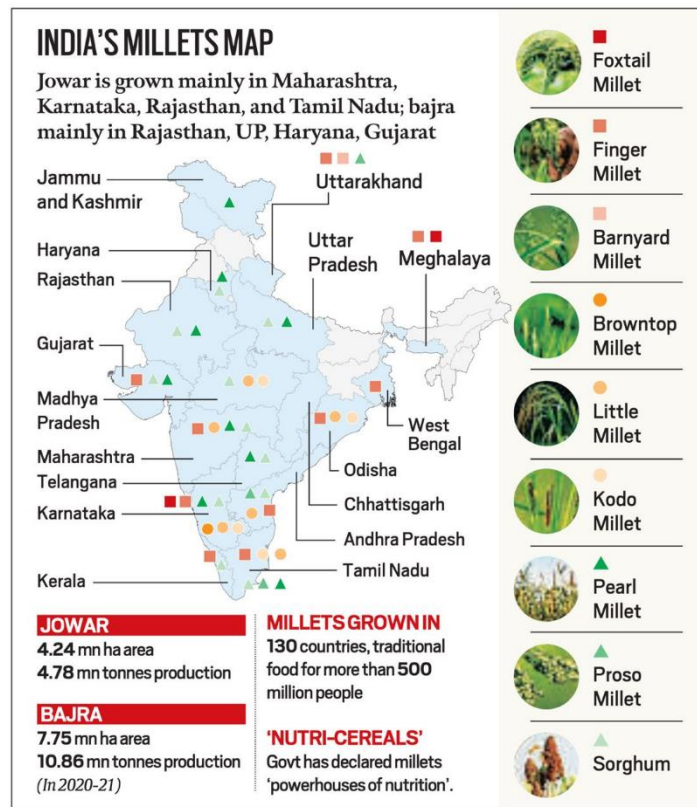 INDIA'S MILLETS MAP
Jowar is grown mainly in Maharashtra,
Karnataka, Rajasthan, and Tamil Nadu; bajra
mainly in Rajasthan, UP, Haryana, Gujarat
Jammu
and Kashmir
Uttarakhand
Haryana
Uttar
Pradesh
Meghalaya
Rajasthan
Gujarat
Madhya
Pradesh
West
Bengal
Maharashtra
Odisha
Telangana
Chhattisgarh
Karnataka
Andhra Pradesh
Tamil Nadu
Kerala
JOWAR
4.24 mn ha area
4.78 mn tonnes production
BAJRA
7.75 mn ha area
10.86 mn tonnes production
(In 2020-21)
MILLETS GROWN IN
130 countries, traditional
food for more than 500
million people
'NUTRI-CEREALS'
Govt has declared millets
'powerhouses of nutrition'.
Foxtail
Millet
Finger
Millet
Barnyard
Millet
Browntop
Millet
Little
Millet
Kodo
Millet
Pearl
Millet
Proso
Millet
Sorghum